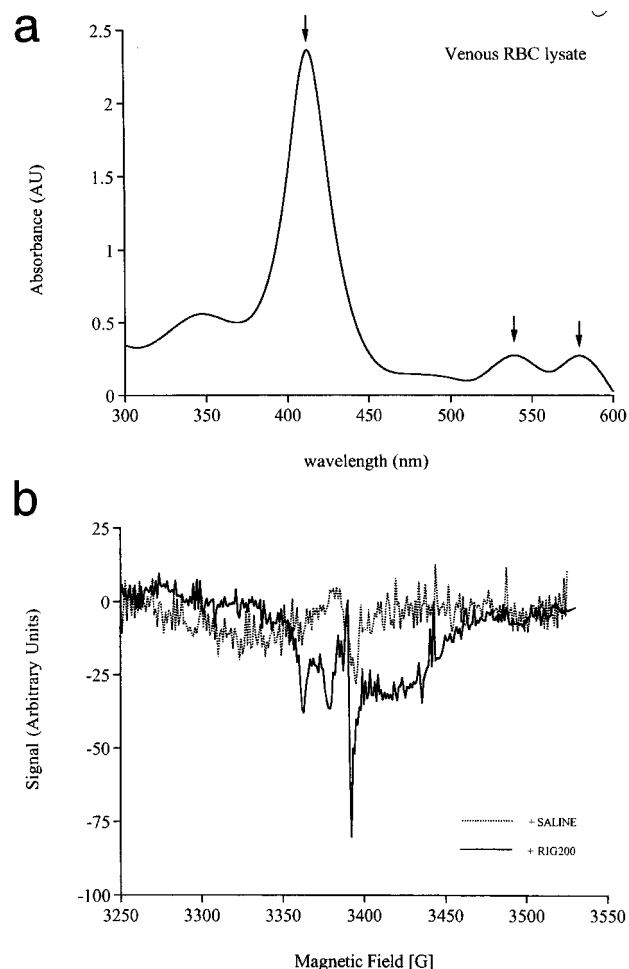 a
Venous RBC lysate
2.5
2
1.5
1
0.5
0
Absorbance (AU)
300 350 400 450 500 550 600
wavelength (nm)
b
25
0
-25
-50
-75
-100
Signal (Arbitrary Units)
+ SALINE
+ RIG200
3250 3300 3350 3400 3450 3500 3550
Magnetic Field [G]